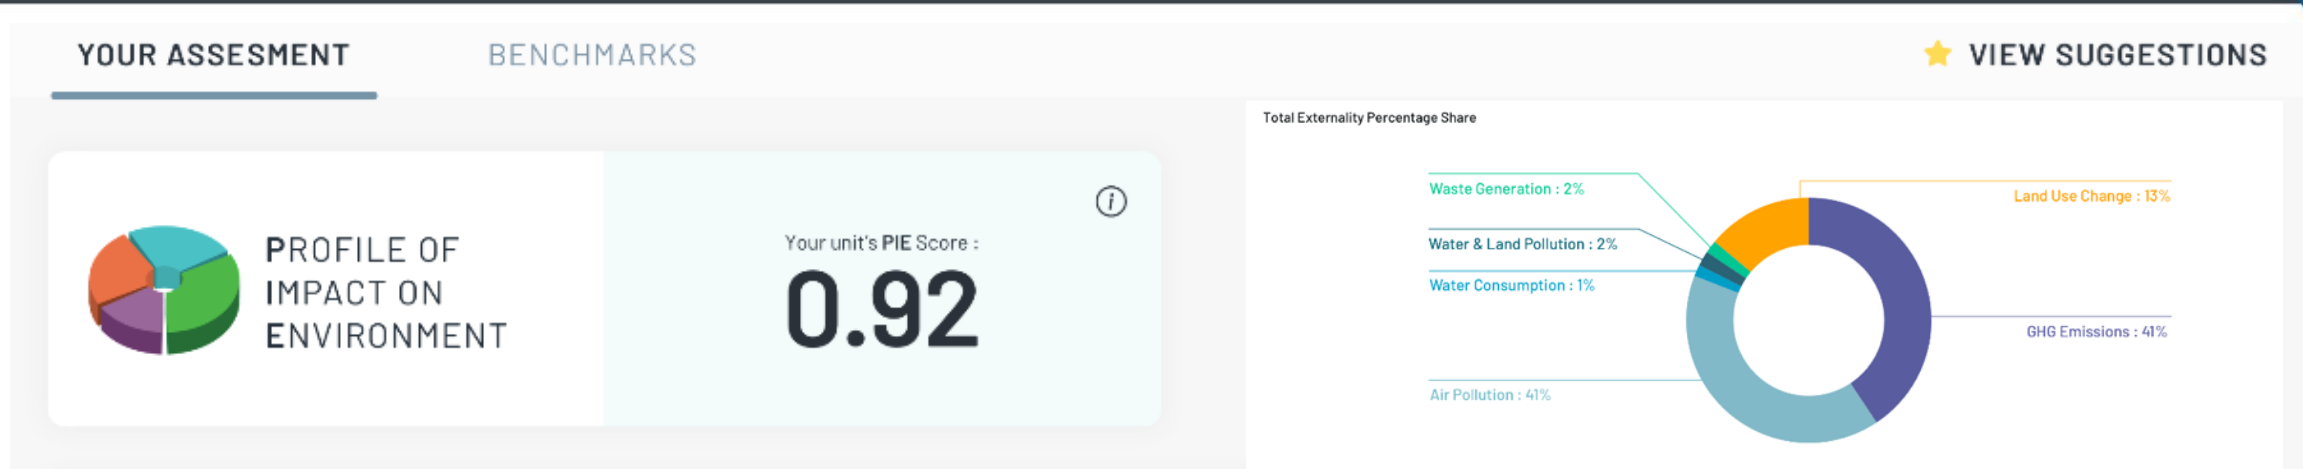 YOUR ASSESMENT
BENCHMARKS
VIEW SUGGESTIONS
PROFILE OF
IMPACT ON
ENVIRONMENT
i
Your unit's PIE Score :
0.92
Total Externality Percentage Share
Waste Generation : 2%
Land Use Change : 13%
Water & Land Pollution : 2%
Water Consumption : 1%
GHG Emissions : 41%
Air Pollution : 41%